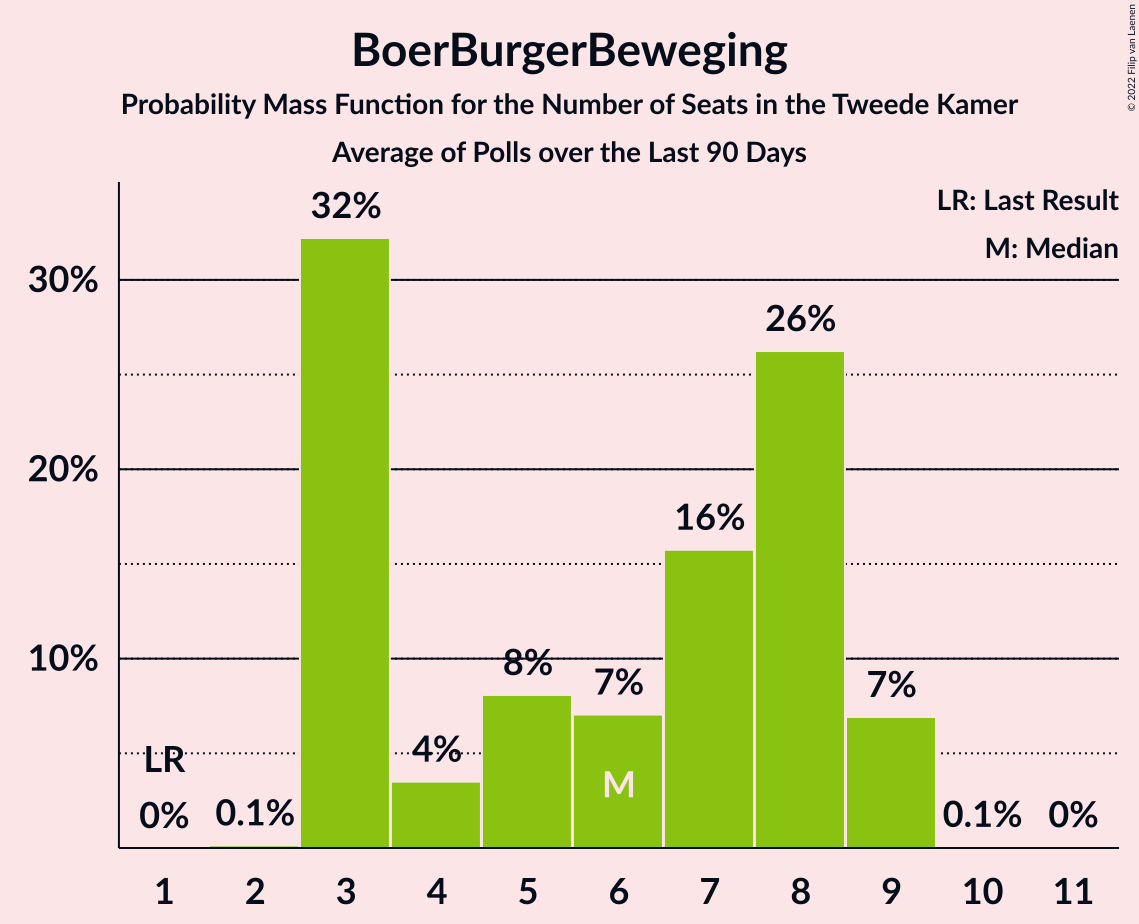 BoerBurgerBeweging
Probability Mass Function for the Number of Seats in the Tweede Kamer
Average of Polls over the Last 90 Days
© 2022 Filip van Laenen
LR: Last Result
M: Median
30%
20%
10%
LR
0%
0.1%
32%
4%
8%
7%
M
16%
26%
7%
0.1%
0%
1 2 3 4 5 6 7 8 9 10 11